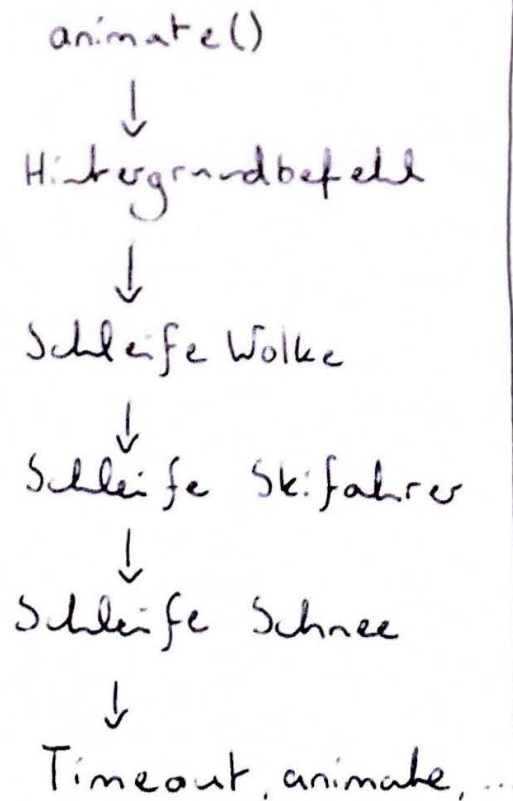 animate()
↓
Hintergrundbefehl
↓
Schleife Wolke
↓
Schleife Skifahrer
↓
Schleife Schnee
↓
Timeout, animate, ...